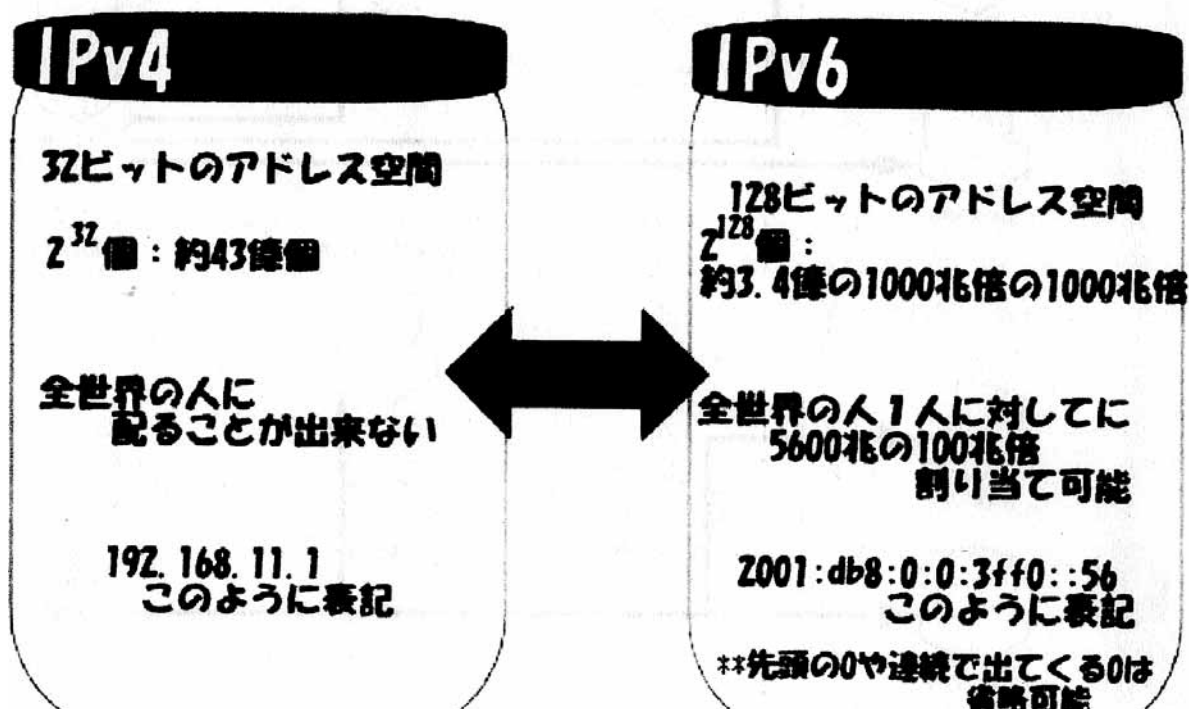 IPv4
32ビットのアドレス空間
2^32個：約43億個
全世界の人に
配ることが出来ない
192.168.11.1
このように表記
IPv6
128ビットのアドレス空間
2^128個：
約3.4億の1000兆倍の1000兆倍
全世界の人1人に対してに
5600兆の100兆倍
割り当て可能
2001:db8:0:0:3ff0::56
このように表記
**先頭の0や連続で出てくる0は
省略可能